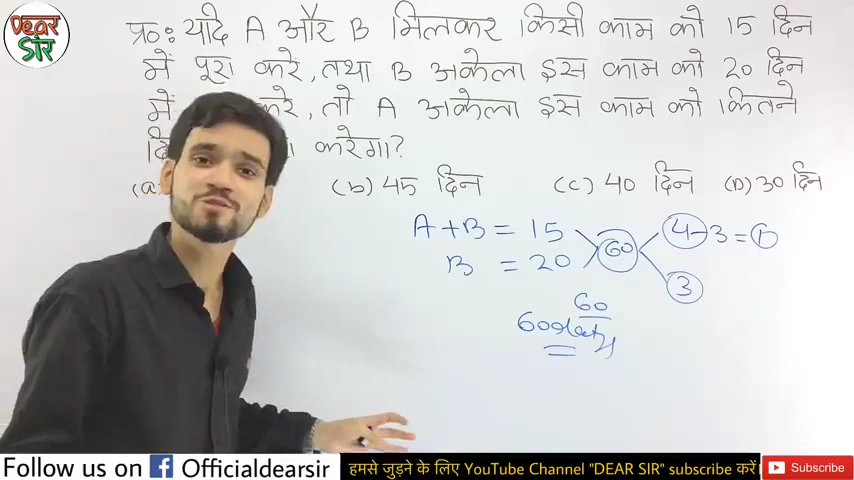 DEAR SIR
प्र०: यदि A और B मिलकर किसी काम को 15 दिन
में पूरा करे, तथा B अकेला इस काम को 20 दिन
में करे, तो A अकेला इस काम को कितने
करेगा?
(a) (b) 45 दिन (c) 40 दिन (D) 30 दिन
A + B = 15 60 4 - 3 = 1
B = 20 3
60
60
Follow us on f Officialdearsir
हमसे जुड़ने के लिए YouTube Channel "DEAR SIR" subscribe करें
Subscribe